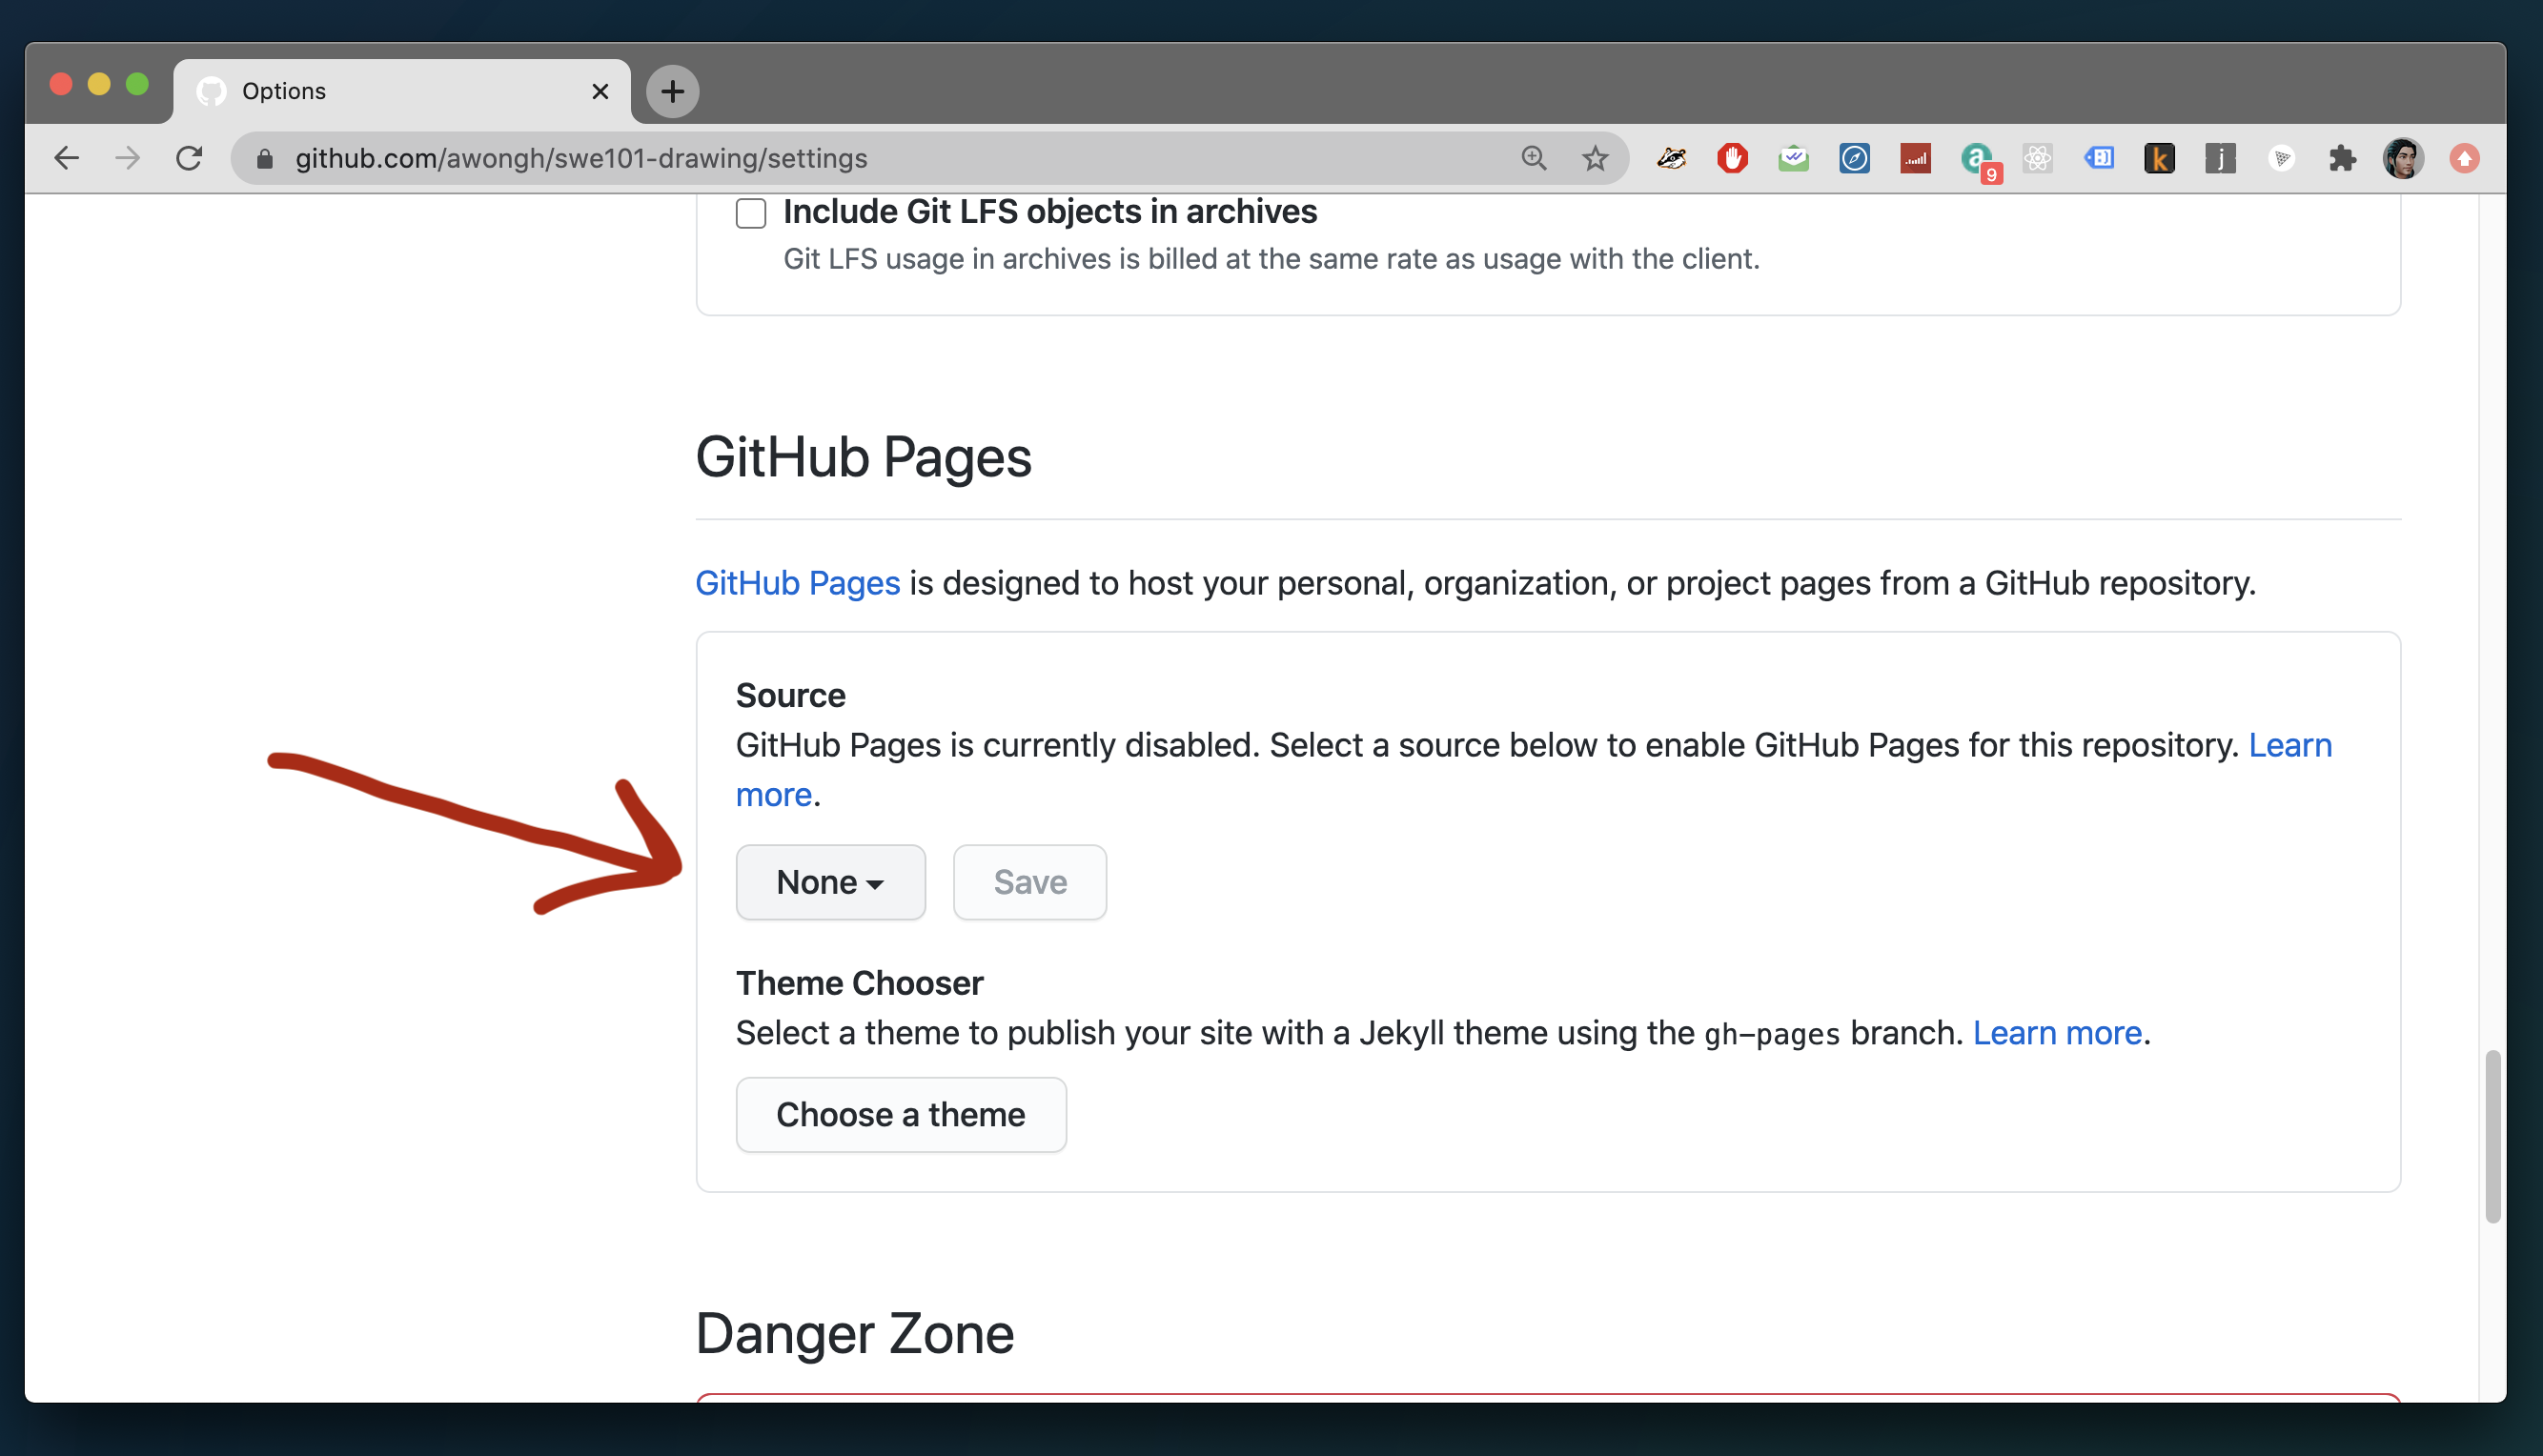 Options
github.com/awongh/swe101-drawing/settings
a
9
k
j
Include Git LFS objects in archives
Git LFS usage in archives is billed at the same rate as usage with the client.
GitHub Pages
GitHub Pages is designed to host your personal, organization, or project pages from a GitHub repository.
Source
GitHub Pages is currently disabled. Select a source below to enable GitHub Pages for this repository. Learn
more.
None
Save
Theme Chooser
Select a theme to publish your site with a Jekyll theme using the gh-pages branch. Learn more.
Choose a theme
Danger Zone